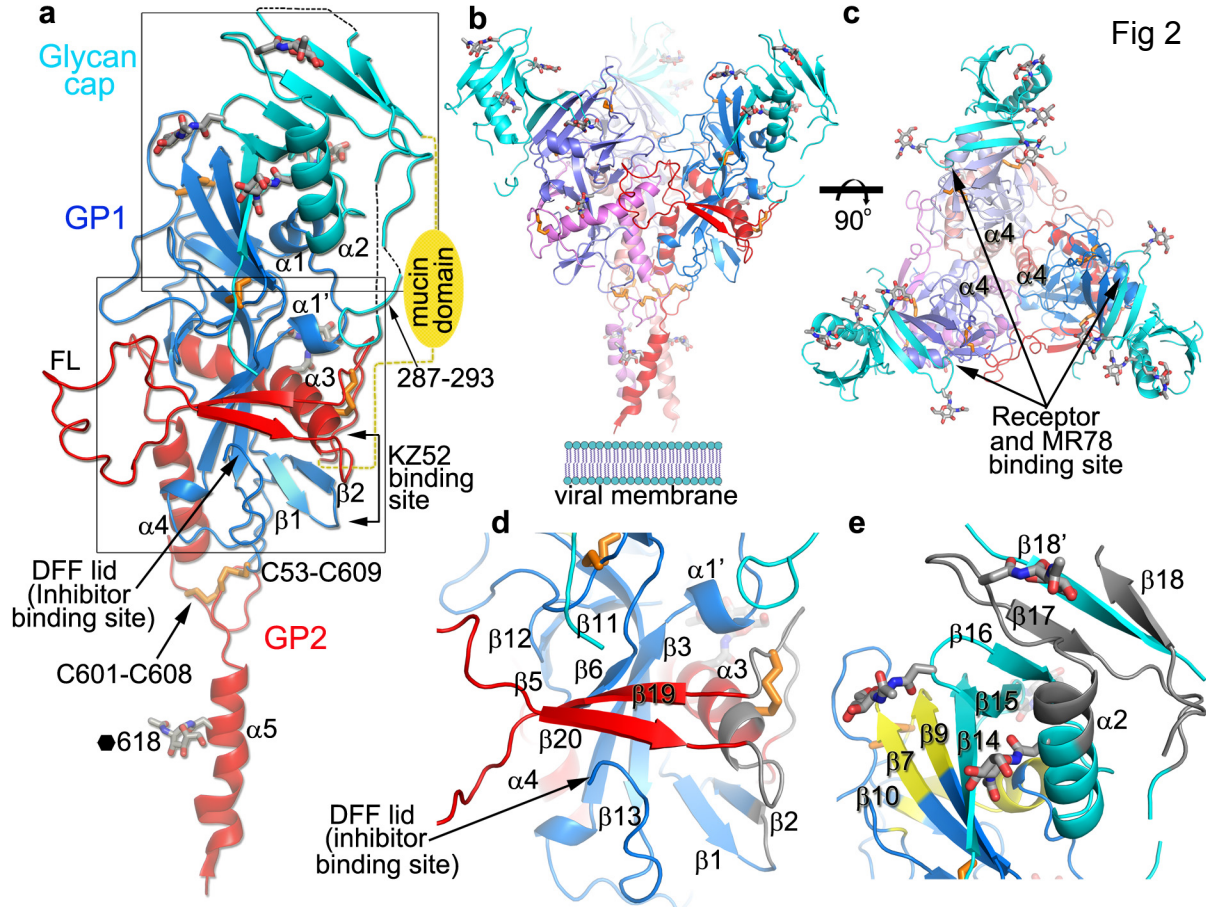 Fig 2
a
Glycan
cap
GP1
α1
α2
α1’
mucin
domain
FL
α3
287-293
KZ52
binding
site
β2
β1
α4
DFF lid
(Inhibitor
binding site)
C53-C609
C601-C608
GP2
618
α5
b
viral membrane
c
90°
α4
α4
α4
Receptor
and MR78
binding site
d
α1’
β11
β12
β3
β6
α3
β5
β19
β20
α4
DFF lid
(inhibitor
binding site)
β13
β2
β1
e
β18’
β18
β17
β16
β15
α2
β9
β14
β7
β10